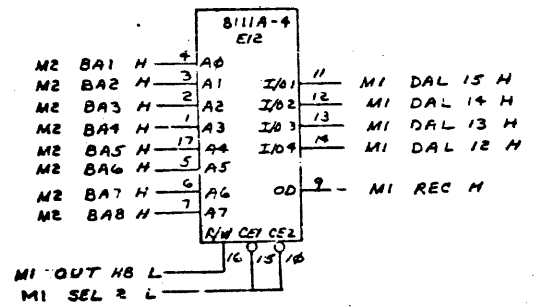 8111A-4
E12
M2 BA1 H 4 A0
M2 BA2 H 3 A1
I/O1 11 M1 DAL 15 H
M2 BA3 H 2 A2
I/O2 12 M1 DAL 14 H
M2 BA4 H 1 A3
I/O3 13 M1 DAL 13 H
M2 BA5 H 17 A4
I/O4 14 M1 DAL 12 H
M2 BA6 H 5 A5
M2 BA7 H 6 A6
OD 9 M1 REC H
M2 BA8 H 7 A7
R/W CE1 CE2
16 15 10
M1 OUT HB L
M1 SEL 2 L